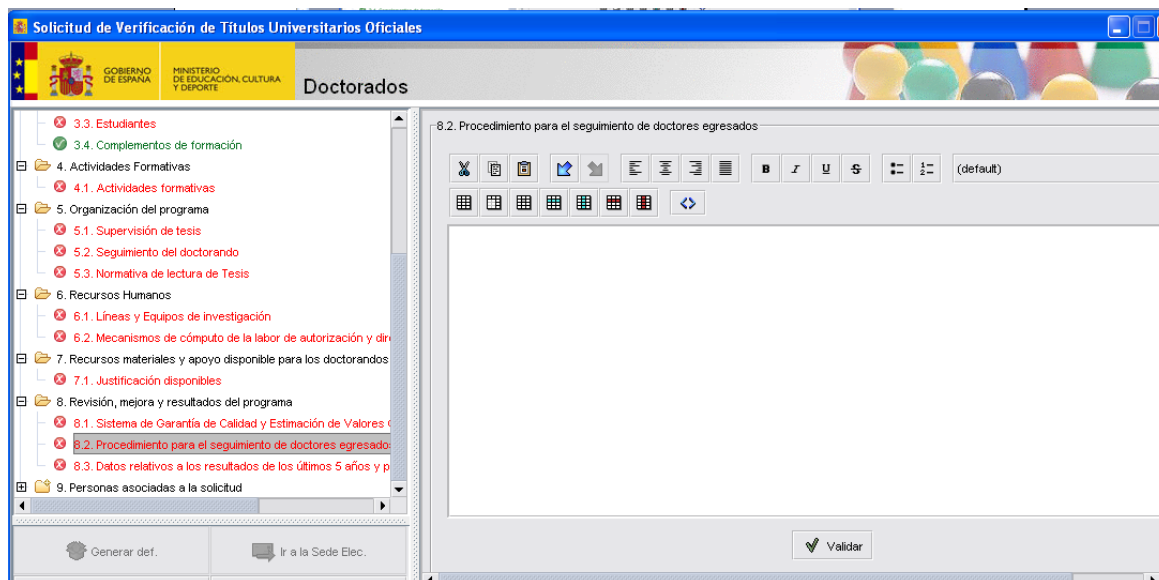 Solicitud de Verificación de Títulos Universitarios Oficiales
GOBIERNO
DE ESPAÑA
MINISTERIO
DE EDUCACIÓN, CULTURA
Y DEPORTE
Doctorados
3.3. Estudiantes
3.4. Complementos de formación
4. Actividades Formativas
4.1. Actividades formativas
5. Organización del programa
5.1. Supervisión de tesis
5.2. Seguimiento del doctorando
5.3. Normativa de lectura de Tesis
6. Recursos Humanos
6.1. Líneas y Equipos de investigación
6.2. Mecanismos de cómputo de la labor de autorización y dire
7. Recursos materiales y apoyo disponible para los doctorandos
7.1. Justificación disponibles
8. Revisión, mejora y resultados del programa
8.1. Sistema de Garantía de Calidad y Estimación de Valores
8.2. Procedimiento para el seguimiento de doctores egresado
8.3. Datos relativos a los resultados de los últimos 5 años y p
9. Personas asociadas a la solicitud
Generar def.
Ir a la Sede Elec.
8.2. Procedimiento para el seguimiento de doctores egresados
B I U S
(default)
Validar